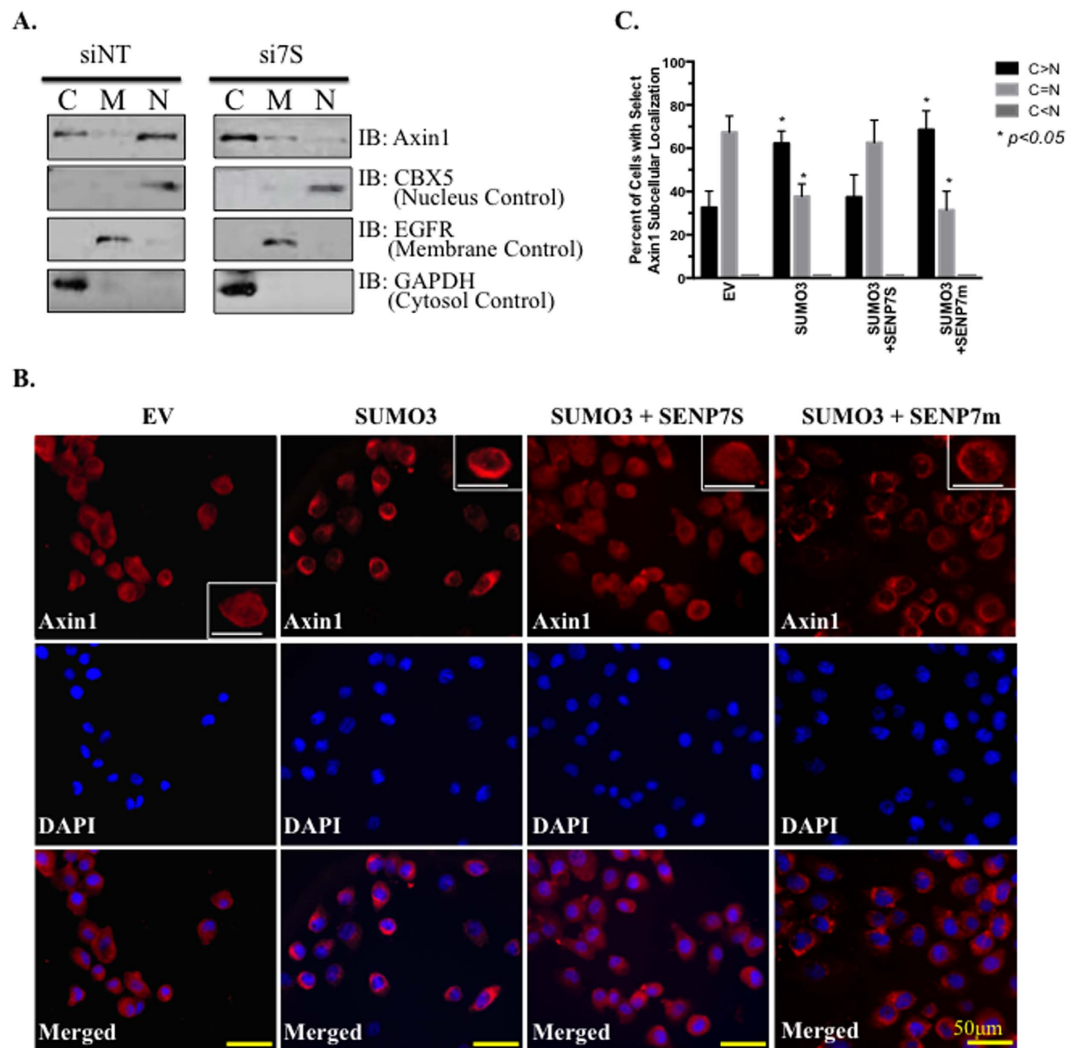 A.
siNT
si7S
C M N
C M N
IB: Axin1
IB: CBX5
(Nucleus Control)
IB: EGFR
(Membrane Control)
IB: GAPDH
(Cytosol Control)
C.
Percent of Cells with Select
Axin1 Subcellular Localization
100
80
60
40
20
0
*
*
*
*
EV
SUMO3
SUMO3
+SENP7S
SUMO3
+SENP7m
C>N
C=N
C<N
* p<0.05
B.
EV
SUMO3
SUMO3 + SENP7S
SUMO3 + SENP7m
Axin1
Axin1
Axin1
Axin1
DAPI
DAPI
DAPI
DAPI
Merged
Merged
Merged
Merged
50μm